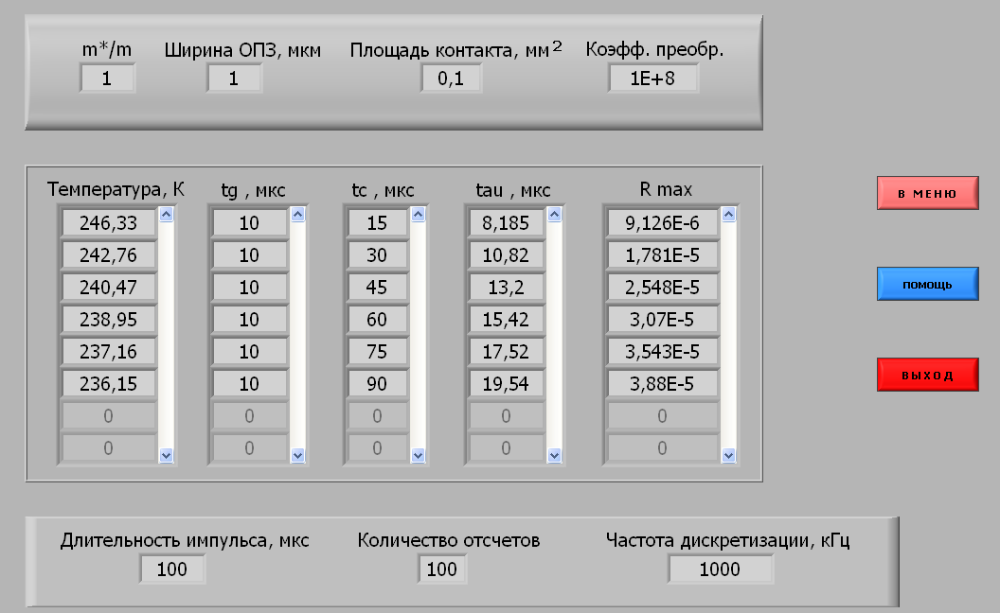 m*/m Ширина ОПЗ, мкм Площадь контакта, мм2 Коэфф. преобр.
1 1 0,1 1E+8
Температура, К tg , мкс tc , мкс tau , мкс R max
246,33 10 15 8,185 9,126E-6
242,76 10 30 10,82 1,781E-5
240,47 10 45 13,2 2,548E-5
238,95 10 60 15,42 3,07E-5
237,16 10 75 17,52 3,543E-5
236,15 10 90 19,54 3,88E-5
0 0 0 0 0
0 0 0 0 0
В МЕНЮ
ПОМОЩЬ
ВЫХОД
Длительность импульса, мкс Количество отсчетов Частота дискретизации, кГц
100 100 1000